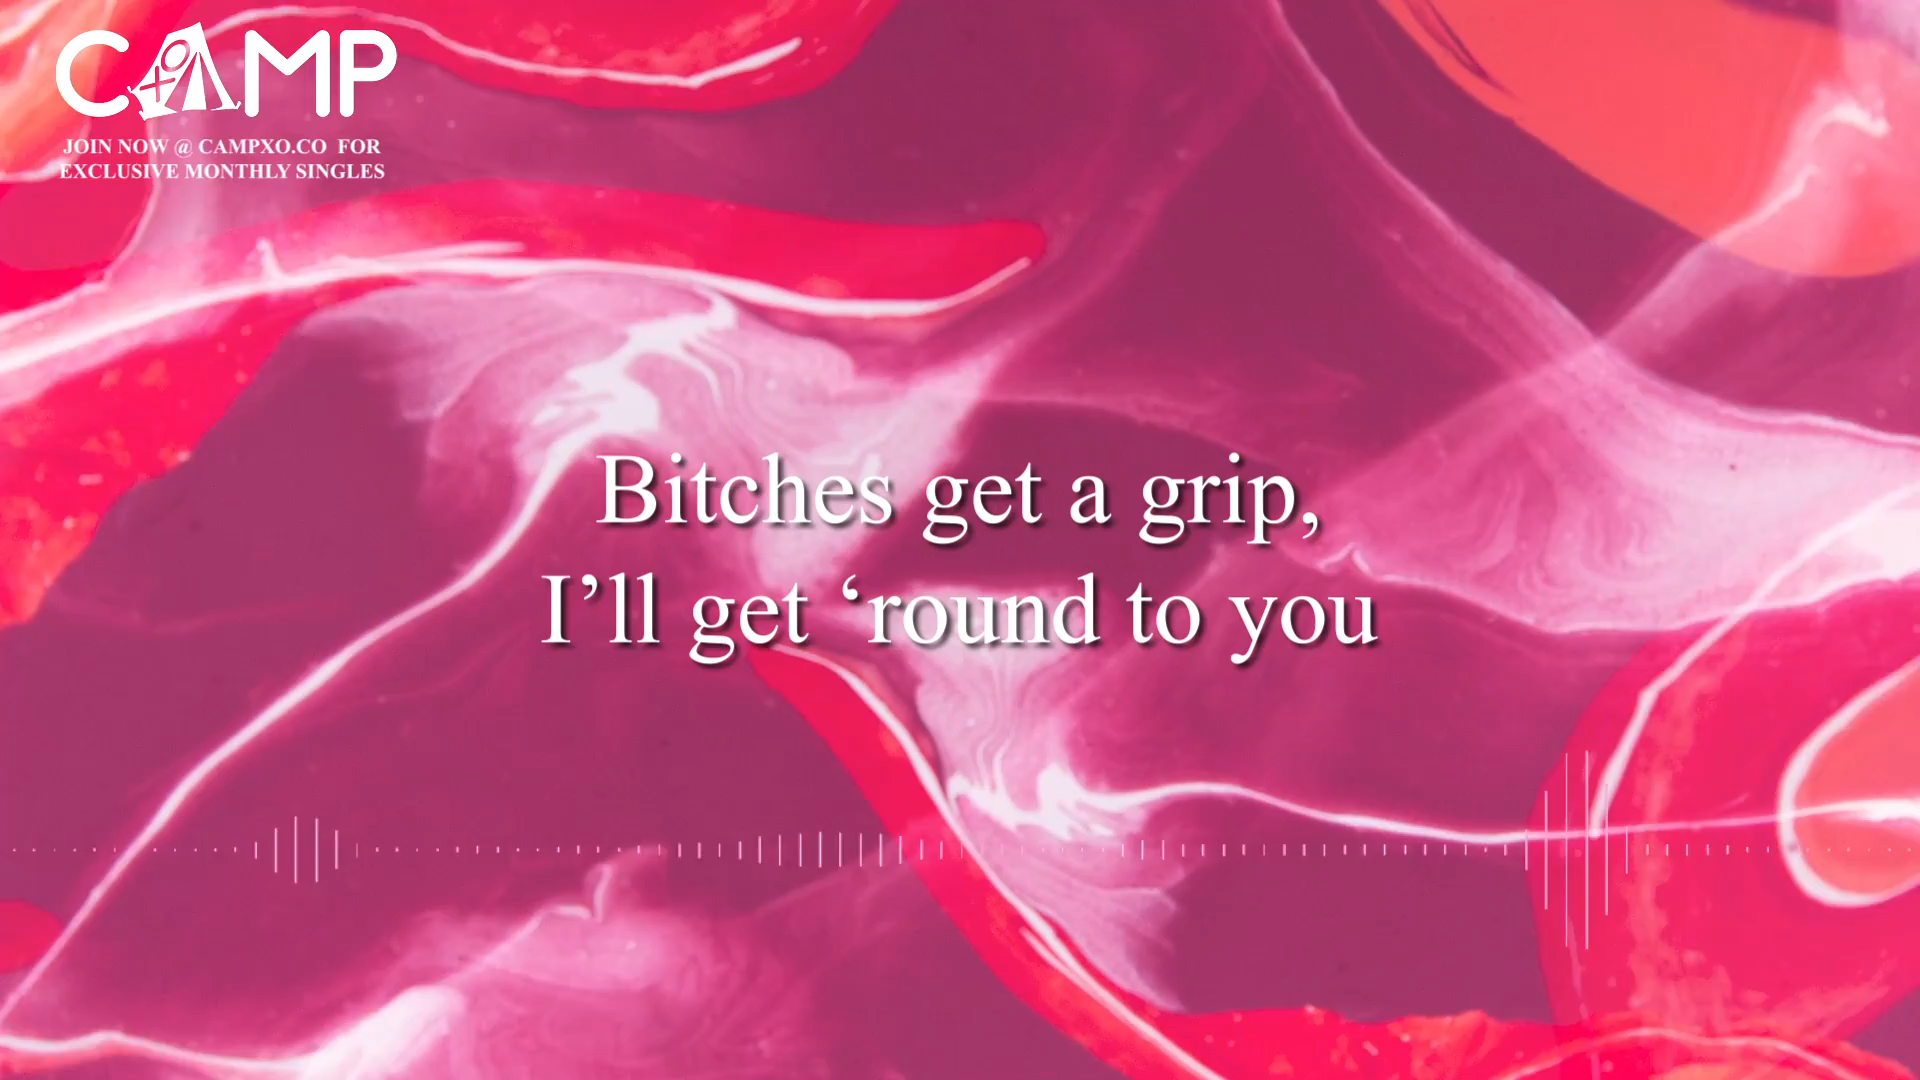 CAMP
JOIN NOW @ CAMPXO.CO FOR
EXCLUSIVE MONTHLY SINGLES
Bitches get a grip,
I’ll get ‘round to you